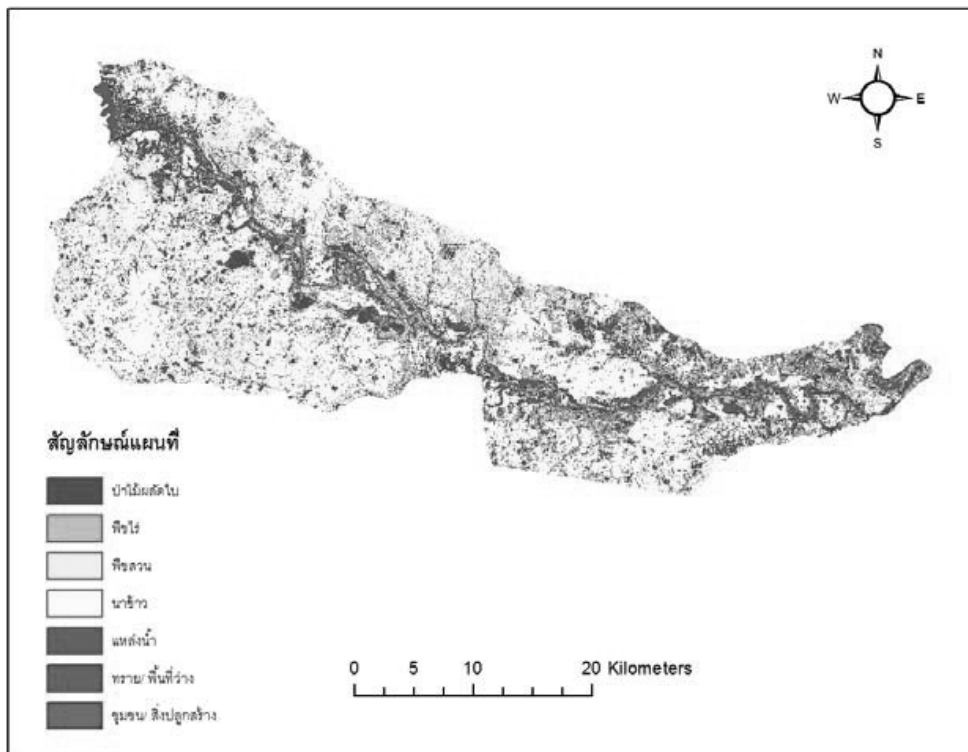 N
W E
S
สัญลักษณ์แผนที่
ป่าไม้ผลัดใบ
พืชไร่
พืชสวน
นาข้าว
แหล่งน้ำ
ทราย/ พื้นที่ว่าง
ชุมชน/ สิ่งปลูกสร้าง
0 5 10 20 Kilometers